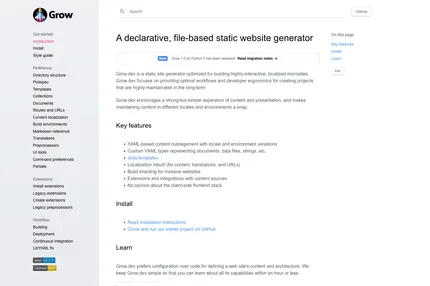 Grow
Get started
Introduction
Install
Style guide
Reference
Directory structure
Podspec
Templates
Collections
Documents
Routes and URLs
Content localization
Build environments
Markdown reference
Translations
Preprocessors
UI tools
Command preferences
Partials
Extensions
Install extensions
Legacy extensions
Create extensions
Legacy preprocessors
Workflow
Building
Deployment
Continuous integration
Search
GitHub
A declarative, file-based static website generator
Grow 1.0 for Python 3 has been released! Read migration notes →
Grow.dev is a static site generator optimized for building highly interactive, localized microsites.
Grow.dev focuses on providing optimal workflows and developer ergonomics for creating projects
that are highly maintainable in the long-term.
Grow.dev encourages a strong-but-simple separation of content and presentation, and makes
maintaining content in different locales and environments a snap.
Key features
YAML-based content management with locale and environment variations
Custom YAML types representing documents, data files, strings, etc.
Jinja templates
Localization inbuilt (for content, translations, and URLs)
Build sharding for massive websites
Extensions and integrations with content sources
No opinion about the client-side frontend stack
Install
Read installation instructions
Clone and run our starter project on GitHub
Learn
Grow.dev prefers configuration over code for defining a web site's content and architecture. We
keep Grow.dev simple so that you can learn about all its capabilities within an hour or less.
On this page
Key features
Install
Learn